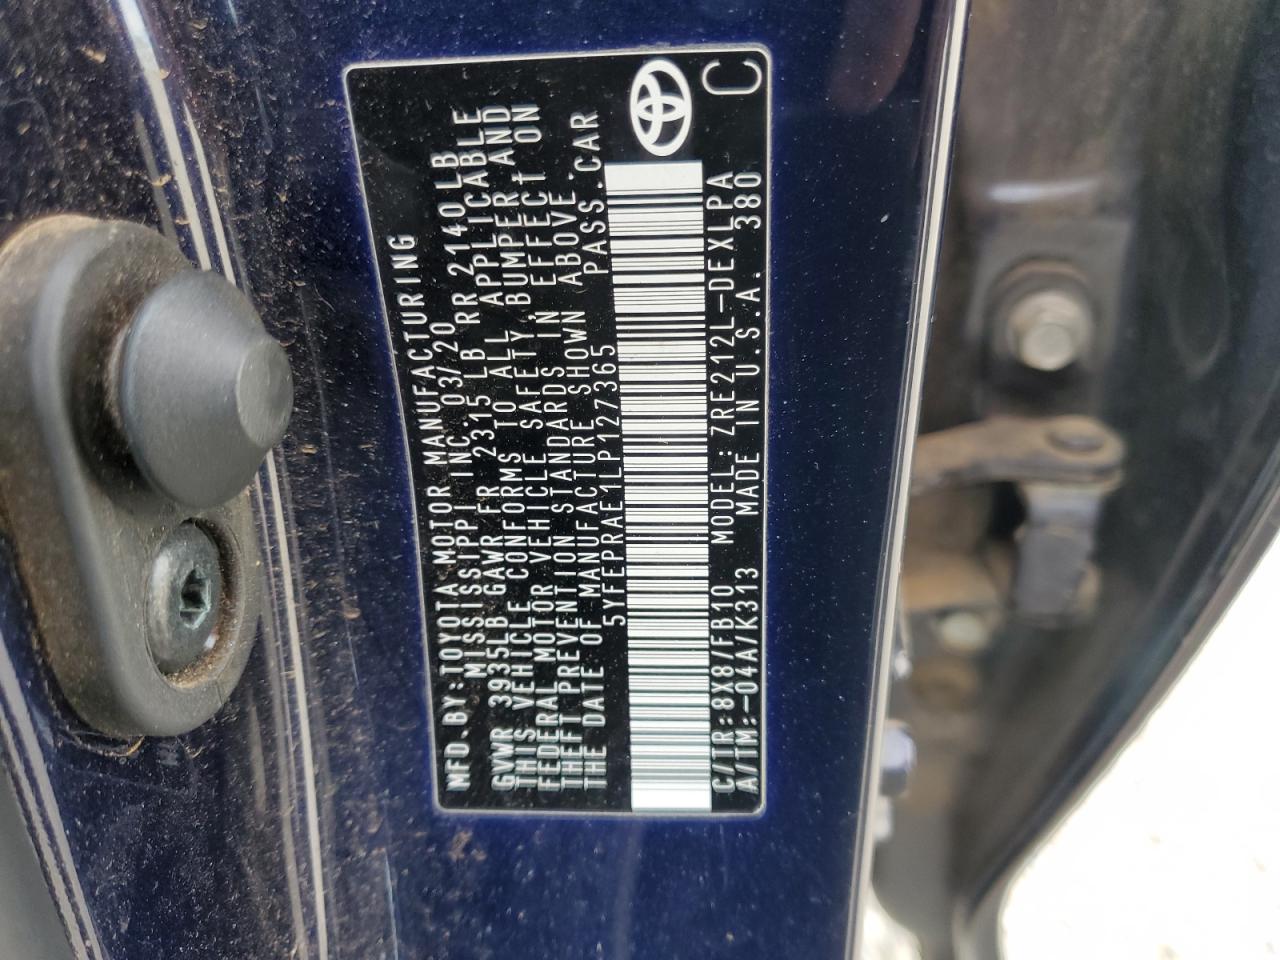 MFD.BY:TOYOTA MOTOR MANUFACTURING
MISSISSIPPI INC. 03/20
GVWR 3935LB GAWR FR 2315LB RR 2140LB
THIS VEHICLE CONFORMS TO ALL APPLICABLE
FEDERAL MOTOR VEHICLE SAFETY, BUMPER, AND
THEFT PREVENTION STANDARDS IN EFFECT ON
THE DATE OF MANUFACTURE SHOWN ABOVE.
5YFEPRAE1LP127365 PASS.CAR
C/TR:8X8/FB10 MODEL:ZRE212L-DEXLPA
A/TM:-04A/K313 MADE IN U.S.A. 380
C